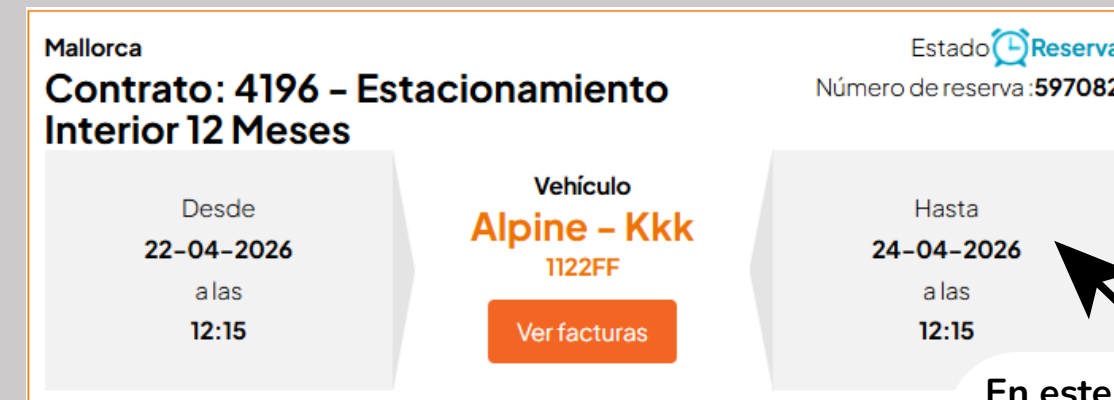 Mallorca
Contrato: 4196 - Estacionamiento
Interior 12 Meses
Estado Reserva
Número de reserva :597082
Desde
22-04-2026
a las
12:15
Vehículo
Alpine - Kkk
1122FF
Ver facturas
Hasta
24-04-2026
a las
12:15
En este